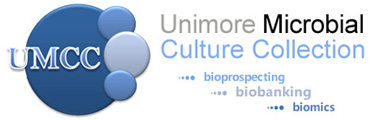 UMCC
Unimore Microbial
Culture Collection
bioprospecting
biobanking
biomics